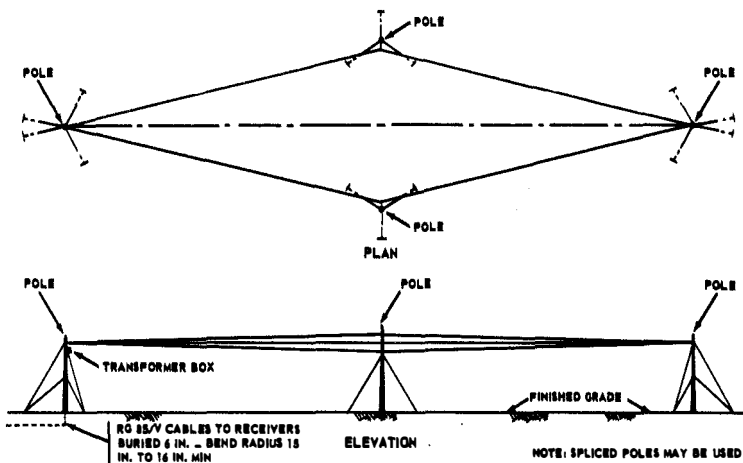 POLE
POLE
POLE
POLE
PLAN
POLE
POLE
POLE
TRANSFORMER BOX
FINISHED GRADE
RG 85/V CABLES TO RECEIVERS
BURIED 6 IN. - BEND RADIUS 15
IN. TO 16 IN. MIN
ELEVATION
NOTE: SPLICED POLES MAY BE USED